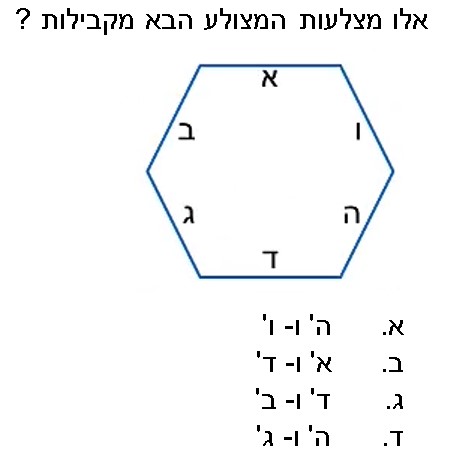 אלו מצלעות המצולע הבא מקבילות ?
א
ב
ו
ג
ה
ד
א. ה' ו- ו'
ב. א' ו- ד'
ג. ד' ו- ב'
ד. ה' ו- ג'